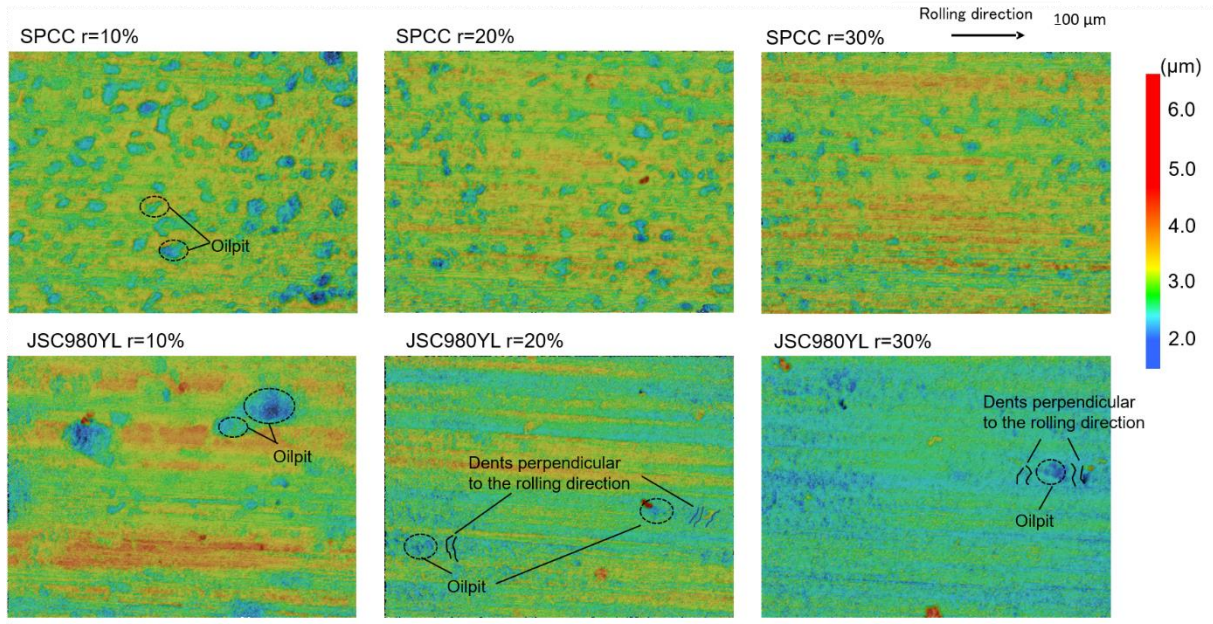 Rolling direction
100 μm
SPCC r=10%
SPCC r=20%
SPCC r=30%
(μm)
6.0
5.0
4.0
3.0
2.0
Oilpit
JSC980YL r=10%
JSC980YL r=20%
JSC980YL r=30%
Oilpit
Dents perpendicular
to the rolling direction
Oilpit
Dents perpendicular
to the rolling direction
Oilpit